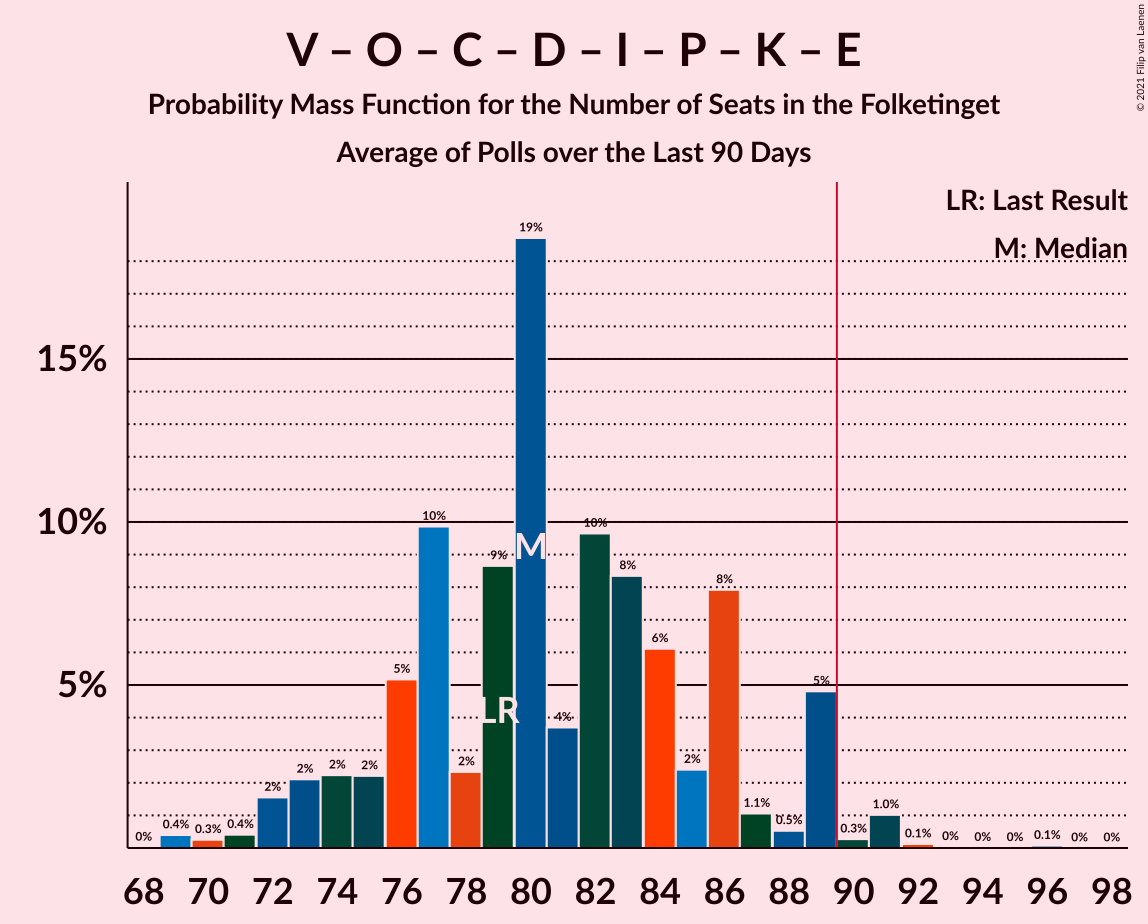 © 2021 Filip van Laenen
V – O – C – D – I – P – K – E
Probability Mass Function for the Number of Seats in the Folketinget
Average of Polls over the Last 90 Days
LR: Last Result
M: Median
15%
10%
5%
0% 0.4% 0.3% 0.4% 2% 2% 2% 2% 5% 10% 2% 9% 19% 4% 10% 8% 6% 2% 8% 1.1% 0.5% 5% 0.3% 1.0% 0.1% 0% 0% 0% 0.1% 0% 0%
M
LR
68 70 72 74 76 78 80 82 84 86 88 90 92 94 96 98